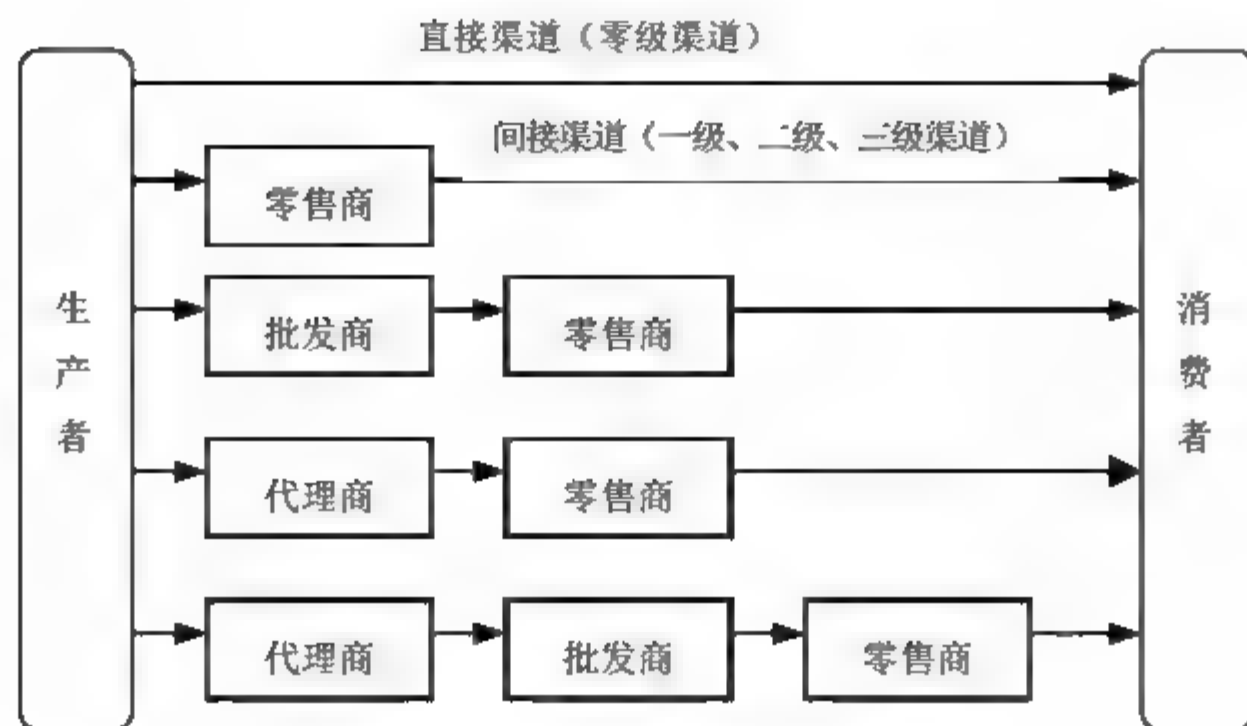 直接渠道（零级渠道）
间接渠道（一级、二级、三级渠道）
生产者
零售商
批发商
零售商
代理商
零售商
代理商
批发商
零售商
消费者